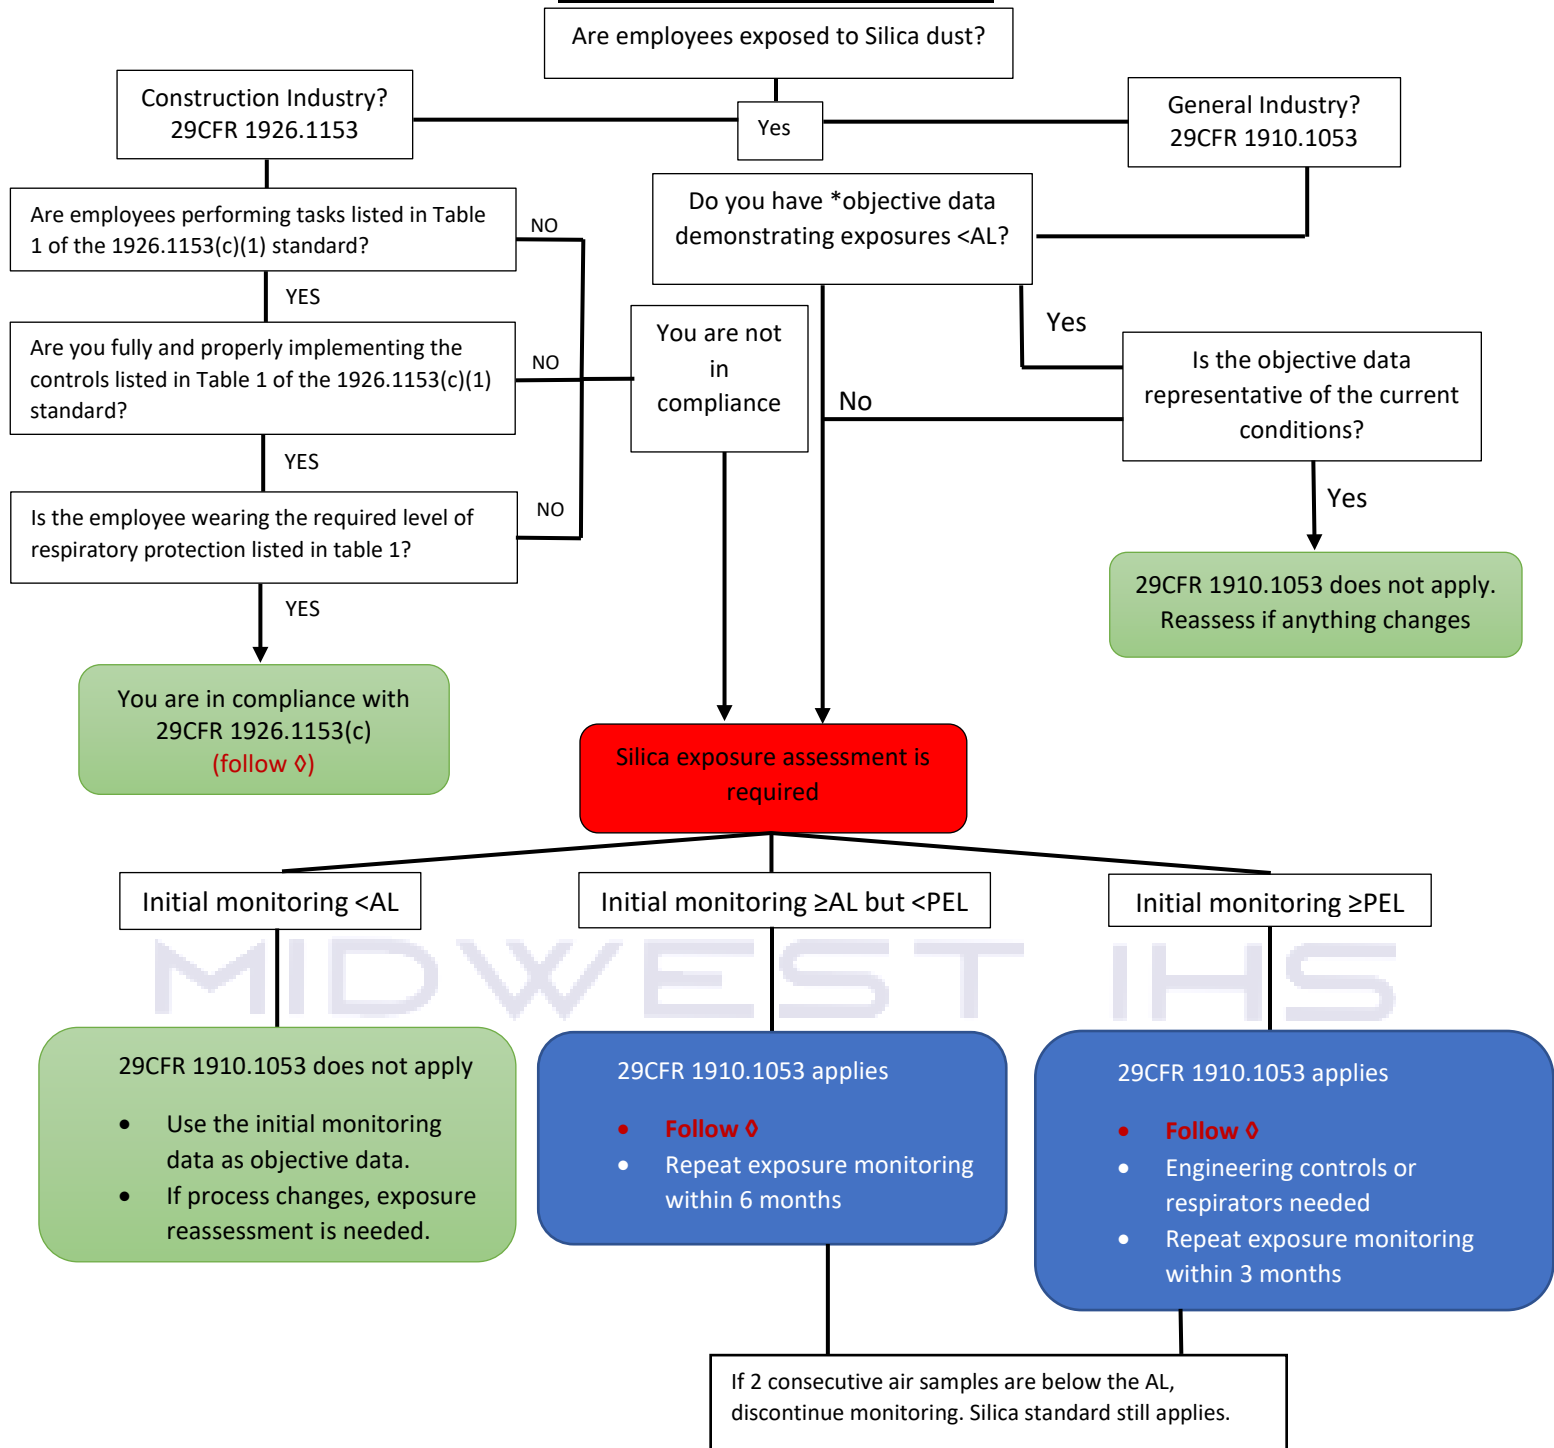 Are employees exposed to Silica dust?
Construction Industry?
29CFR 1926.1153
Yes
General Industry?
29CFR 1910.1053
Are employees performing tasks listed in Table
1 of the 1926.1153(c)(1) standard?
NO
Do you have *objective data
demonstrating exposures <AL?
YES
Are you fully and properly implementing the
controls listed in Table 1 of the 1926.1153(c)(1)
standard?
NO
You are not
in
compliance
Yes
No
Is the objective data
representative of the current
conditions?
YES
Is the employee wearing the required level of
respiratory protection listed in table 1?
NO
Yes
29CFR 1910.1053 does not apply.
Reassess if anything changes
YES
You are in compliance with
29CFR 1926.1153(c)
(follow ◊)
Silica exposure assessment is
required
Initial monitoring <AL
Initial monitoring ≥AL but <PEL
Initial monitoring ≥PEL
MIDWEST IHS
29CFR 1910.1053 does not apply
• Use the initial monitoring
data as objective data.
• If process changes, exposure
reassessment is needed.
29CFR 1910.1053 applies
• Follow ◊
• Repeat exposure monitoring
within 6 months
29CFR 1910.1053 applies
• Follow ◊
• Engineering controls or
respirators needed
• Repeat exposure monitoring
within 3 months
If 2 consecutive air samples are below the AL,
discontinue monitoring. Silica standard still applies.